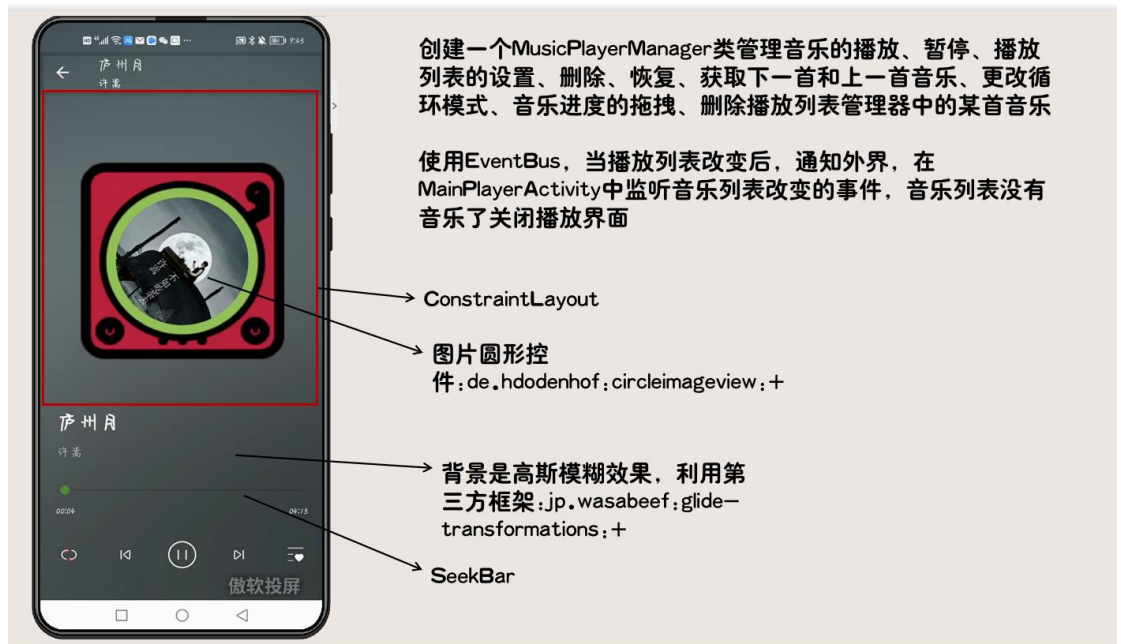 9:45
庐州月
许嵩
创建一个MusicPlayerManager类管理音乐的播放、暂停、播放
列表的设置、删除、恢复、获取下一首和上一首音乐、更改循
环模式、音乐进度的拖拽、删除播放列表管理器中的某首音乐
使用EventBus，当播放列表改变后，通知外界，在
MainPlayerActivity中监听音乐列表改变的事件，音乐列表没有
音乐了关闭播放界面
ConstraintLayout
图片圆形控
件:de.hdodenhof:circleimageview:+
庐州月
许嵩
背景是高斯模糊效果，利用第
三方框架:jp.wasabeef:glide-
transformations:+
00:04
04:15
SeekBar
傲软投屏